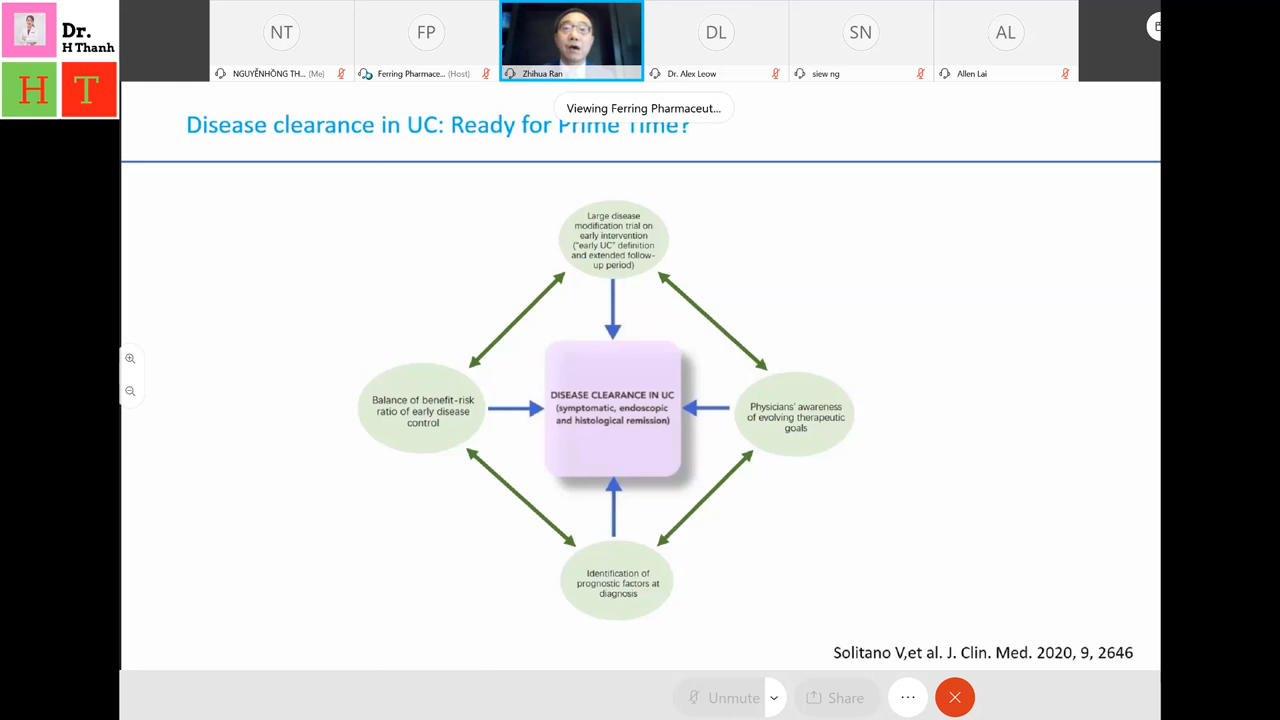 Dr.
H Thanh
H T
NT
FP
DL
SN
AL
NGUYỄNHỒNG TH... (Me)
Ferring Pharmace... (Host)
Zhihua Ran
Dr. Alex Leow
siew ng
Allen Lai
Viewing Ferring Pharmaceut...
Disease clearance in UC: Ready for Prime Time?
Large disease
modification trial on
early intervention
("early UC" definition
and extended follow-
up period)
Balance of benefit-risk
ratio of early disease
control
DISEASE CLEARANCE IN UC
(symptomatic, endoscopic
and histological remission)
Physicians' awareness
of evolving therapeutic
goals
Identification of
prognostic factors at
diagnosis
Solitano V,et al. J. Clin. Med. 2020, 9, 2646
Unmute
Share